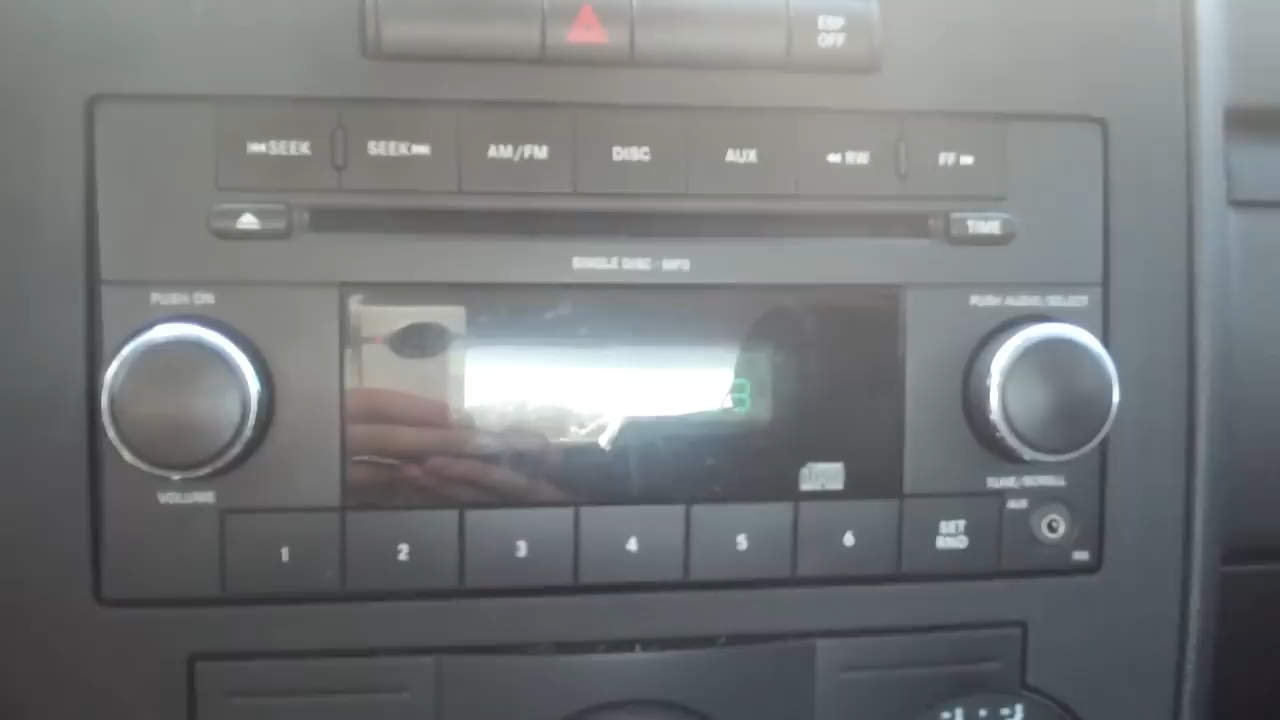 ESP
OFF
SEEK
SEEK
AM/FM
DISC
AUX
RW
FF
TIME
SINGLE DISC · MP3
PUSH ON
PUSH AUDIO/SELECT
3
VOLUME
TUNE/SCROLL
AUX
1
2
3
4
5
6
SET
RND